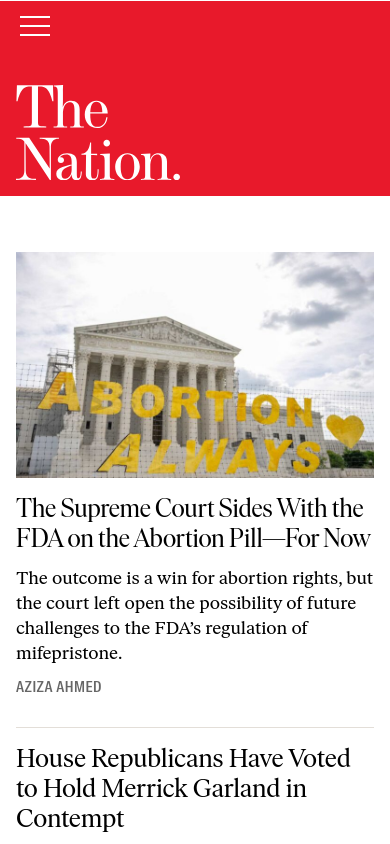 The
Nation.
ABORTION
ALWAYS
The Supreme Court Sides With the
FDA on the Abortion Pill—For Now
The outcome is a win for abortion rights, but
the court left open the possibility of future
challenges to the FDA’s regulation of
mifepristone.
AZIZA AHMED
House Republicans Have Voted
to Hold Merrick Garland in
Contempt